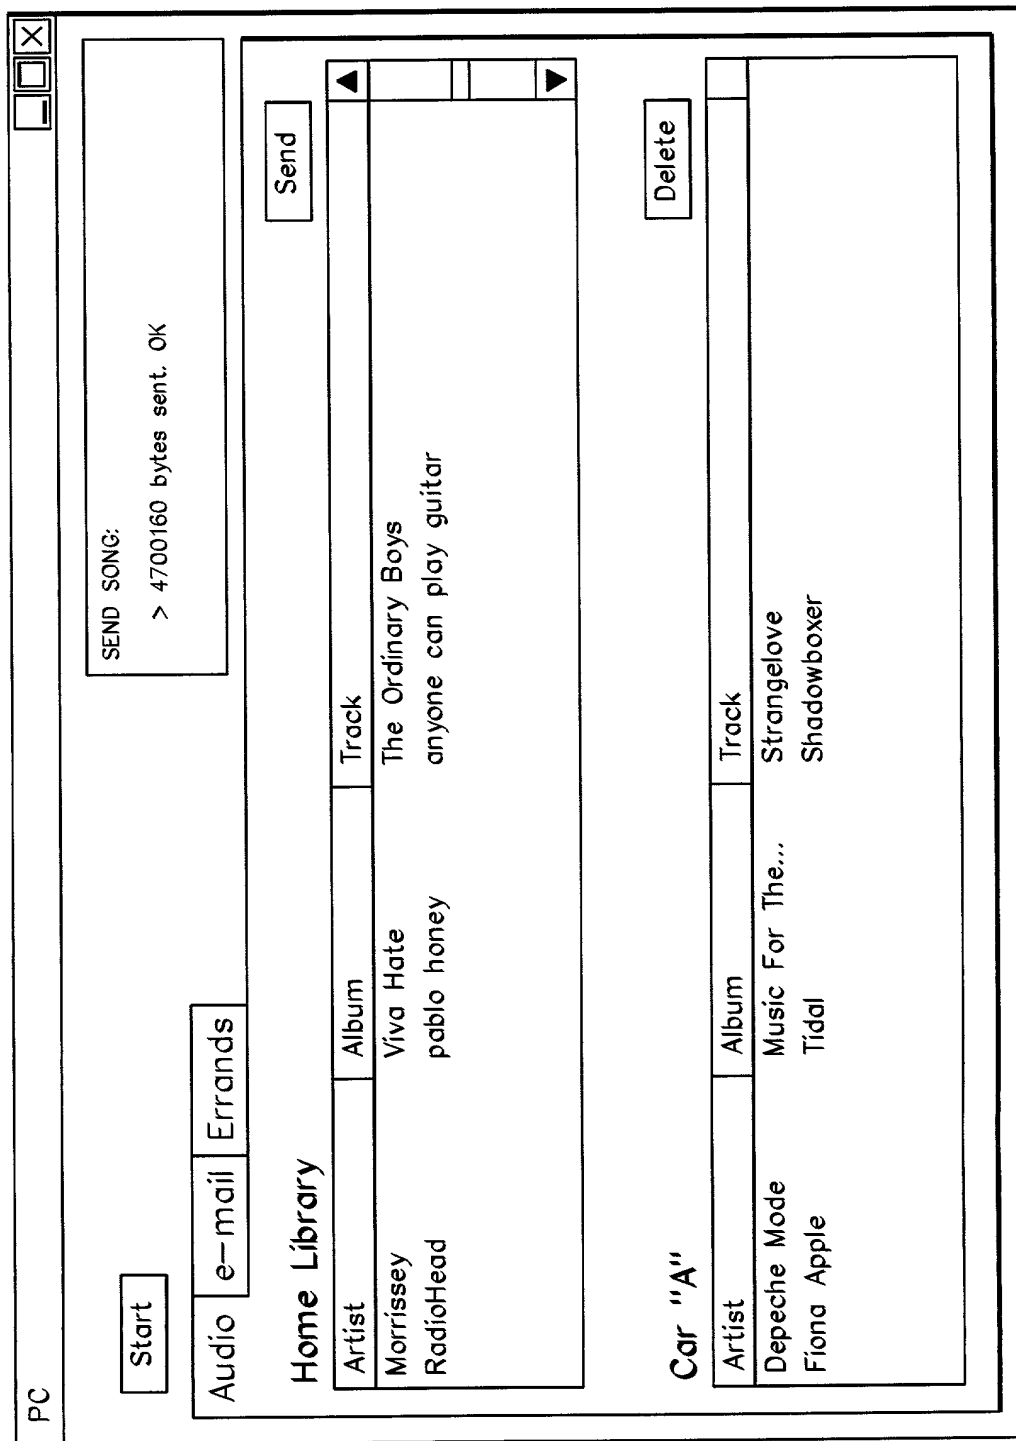 PC
SEND SONG:
> 4700160 bytes sent. OK
Start
Audio e-mail Errands
Home Library
Send
Artist Album Track
Morrissey Viva Hate The Ordinary Boys
RadioHead pablo honey anyone can play guitar
Car "A"
Delete
Artist Album Track
Depeche Mode Music For The... Strangelove
Fiona Apple Tidal Shadowboxer